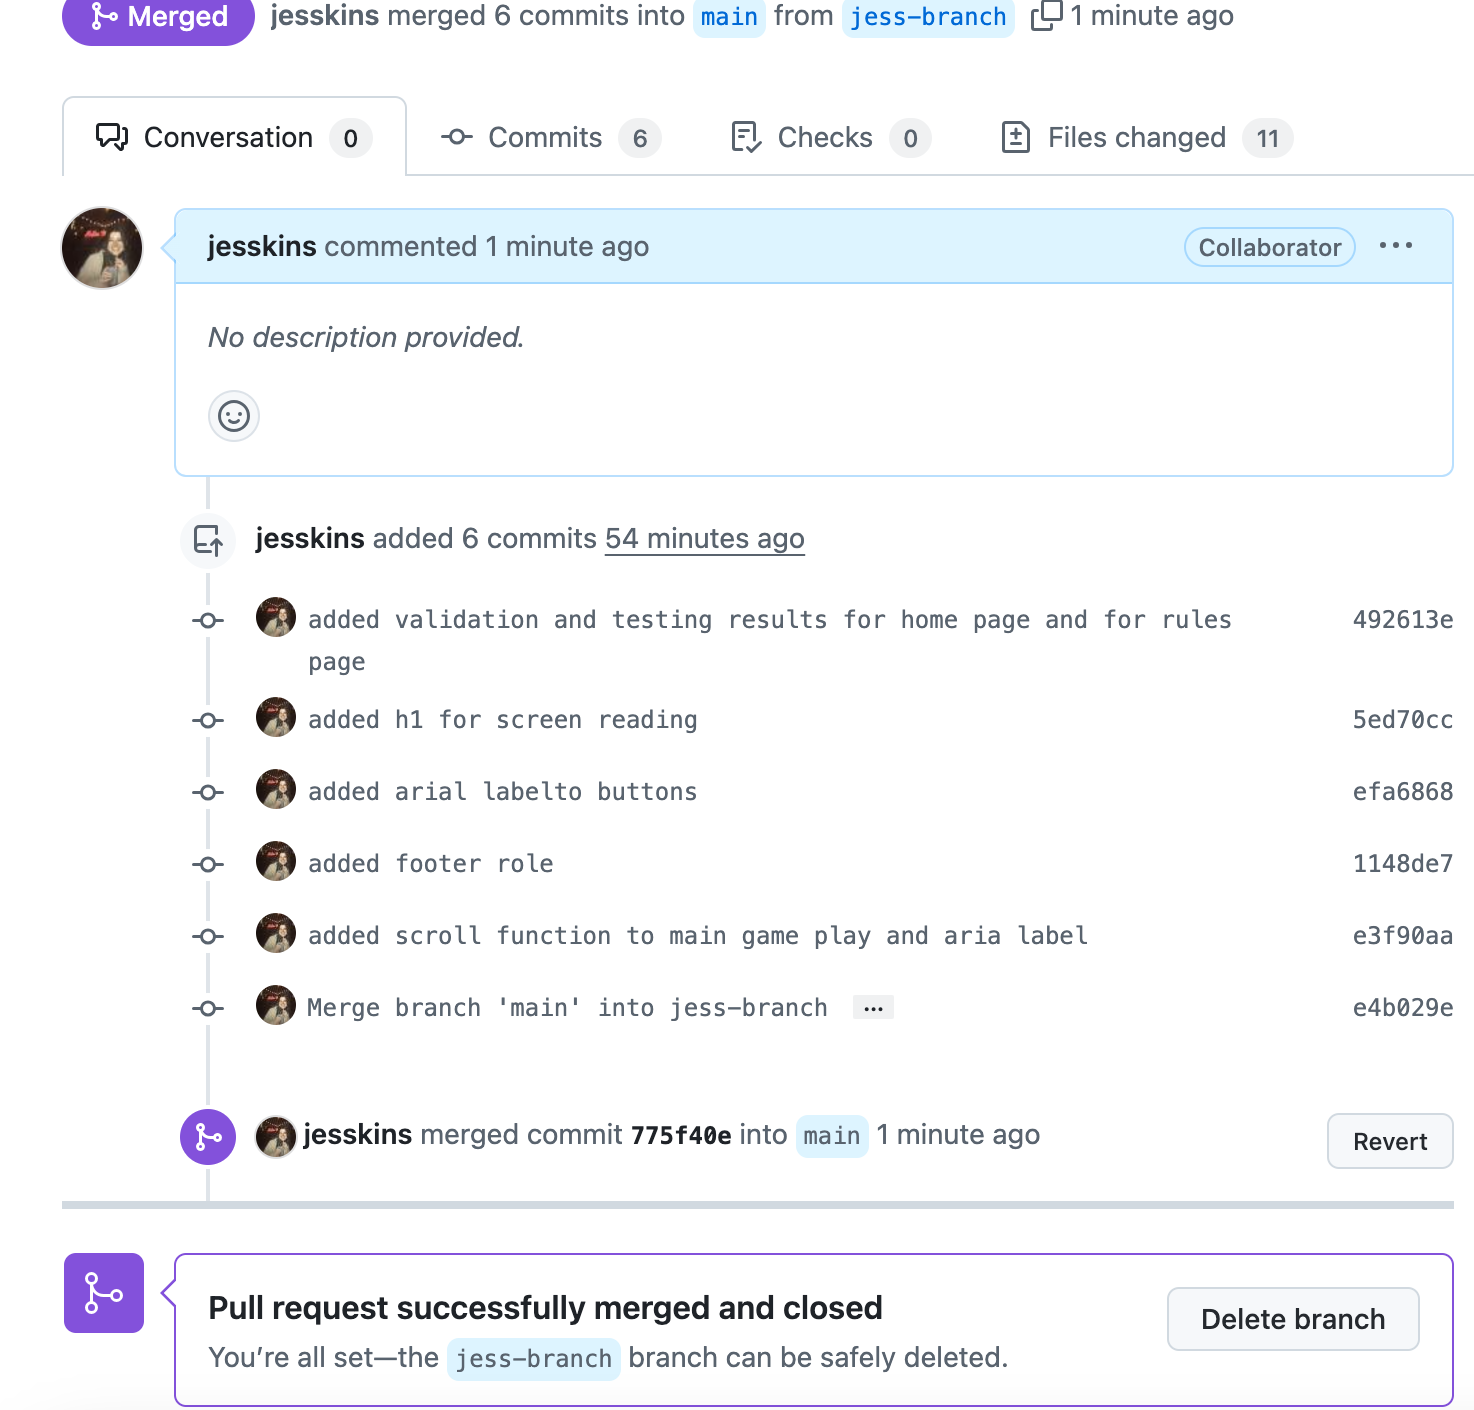 Merged jesskins merged 6 commits into main from jess-branch 1 minute ago
Conversation 0 Commits 6 Checks 0 Files changed 11
jesskins commented 1 minute ago Collaborator ...
No description provided.
jesskins added 6 commits 54 minutes ago
added validation and testing results for home page and for rules 492613e
page
added h1 for screen reading 5ed70cc
added arial labelto buttons efa6868
added footer role 1148de7
added scroll function to main game play and aria label e3f90aa
Merge branch 'main' into jess-branch ... e4b029e
jesskins merged commit 775f40e into main 1 minute ago Revert
Pull request successfully merged and closed
You’re all set—the jess-branch branch can be safely deleted.
Delete branch